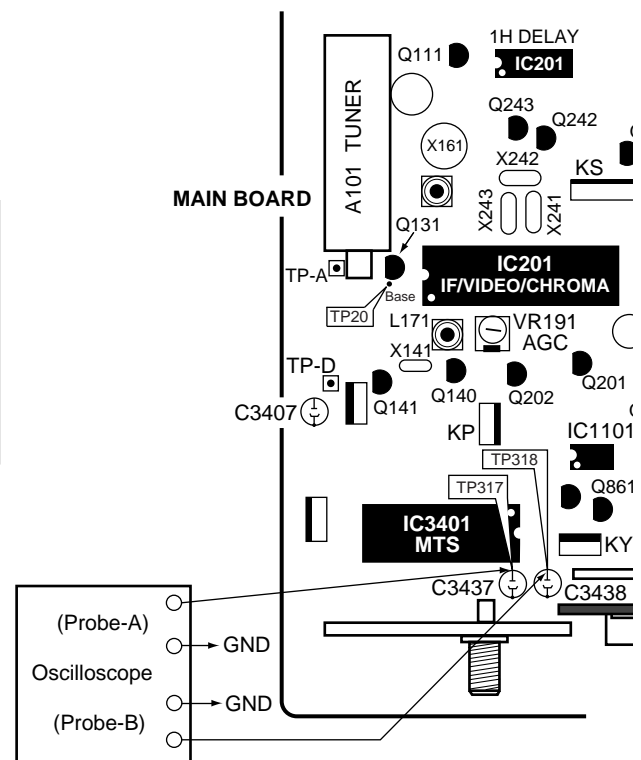 1H DELAY
Q111
IC201
Q243
Q242
A101 TUNER
X161
X242
KS
MAIN BOARD
X243
X241
Q131
IC201
IF/VIDEO/CHROMA
TP-A
Base
TP20
L171
VR191
AGC
X141
TP-D
Q201
Q141
Q140
Q202
C3407
KP
IC1101
TP318
TP317
Q861
IC3401
MTS
KY
C3437
C3438
(Probe-A)
GND
Oscilloscope
GND
(Probe-B)